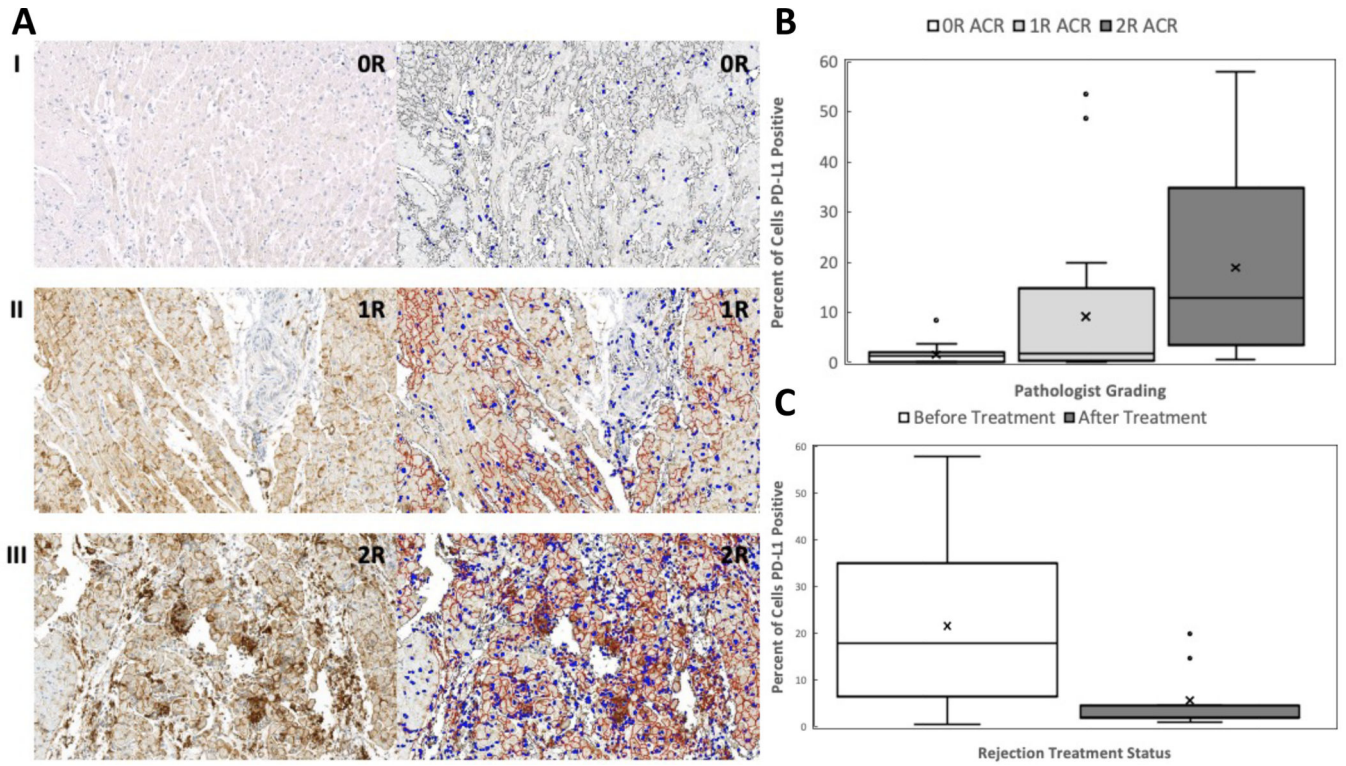 A
I
0R
0R
II
1R
1R
III
2R
2R
B
0R ACR 1R ACR 2R ACR
Percent of Cells PD-L1 Positive
60
50
40
30
20
10
0
Pathologist Grading
C
Before Treatment After Treatment
Percent of Cells PD-L1 Positive
60
50
40
30
20
10
0
Rejection Treatment Status